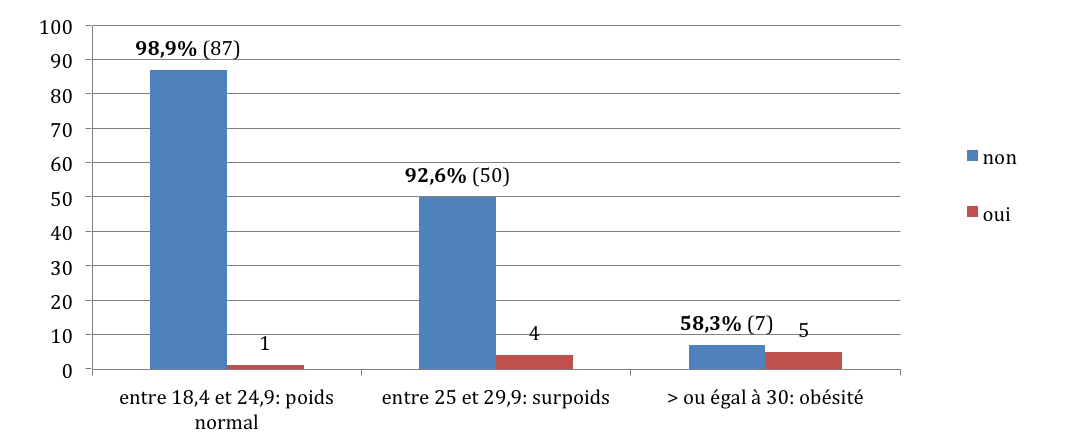 100
90
80
70
60
50
40
30
20
10
0
98,9% (87)
1
92,6% (50)
4
58,3% (7)
5
entre 18,4 et 24,9: poids
normal
entre 25 et 29,9: surpoids
> ou égal à 30: obésité
non
oui